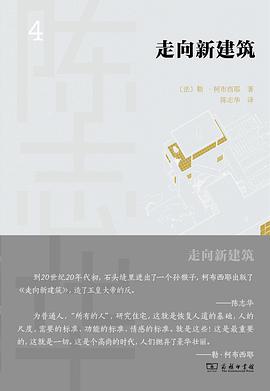 4
陈志华
走向新建筑
〔法〕勒·柯布西耶 著
陈志华 译
走向新建筑
到20世纪20年代初,石头缝里迸出了一个孙猴子,柯布西耶出版了
《走向新建筑》,造了玉皇大帝的反。
——陈志华
为普通人,“所有的人”,研究住宅,这就是恢复人道的基础,人的
尺度,需要的标准,功能的标准,情感的标准,就是这些!这是最重要
的,这就是一切。这是个高尚的时代,人们抛弃了豪华壮丽。
——勒·柯布西耶
商务印书馆